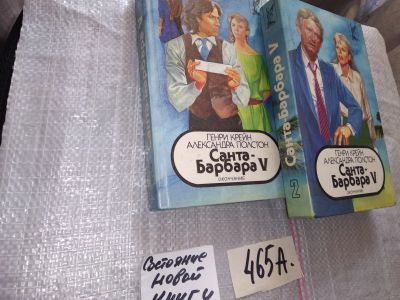 ГЕНРИ КРЕЙН
АЛЕКСАНДРА ПОЛСТОН
Санта-
Барбара V
ОКОНЧАНИЕ
Санта-Барбара V
2
ГЕНРИ КРЕЙН
АЛЕКСАНДРА ПОЛСТОН
Санта-
Барбара V
ОКОНЧАНИЕ
Состояние
новой
книги
465А.